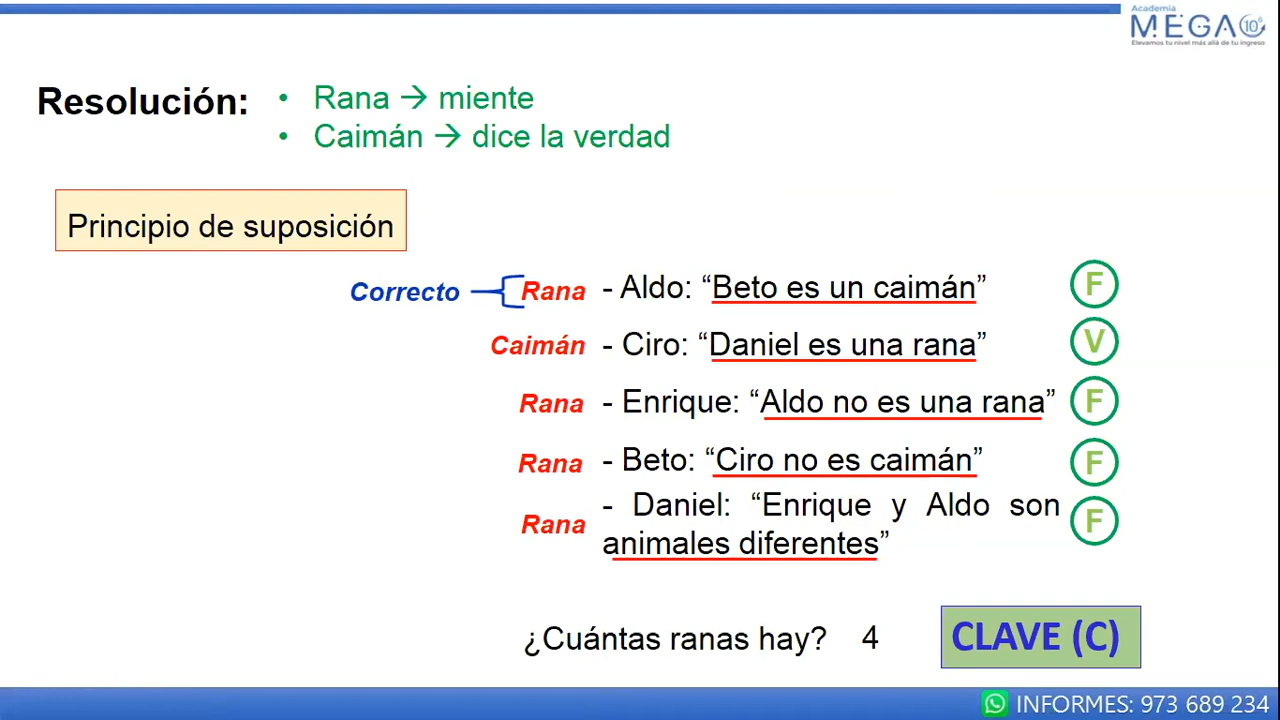 Academia
MEGA 10
Elevamos tu nivel más allá de tu ingreso
Resolución:
• Rana → miente
• Caimán → dice la verdad
Principio de suposición
Correcto Rana - Aldo: “Beto es un caimán” F
Caimán - Ciro: “Daniel es una rana” V
Rana - Enrique: “Aldo no es una rana” F
Rana - Beto: “Ciro no es caimán” F
Rana - Daniel: “Enrique y Aldo son F
animales diferentes”
¿Cuántas ranas hay? 4 CLAVE (C)
INFORMES: 973 689 234